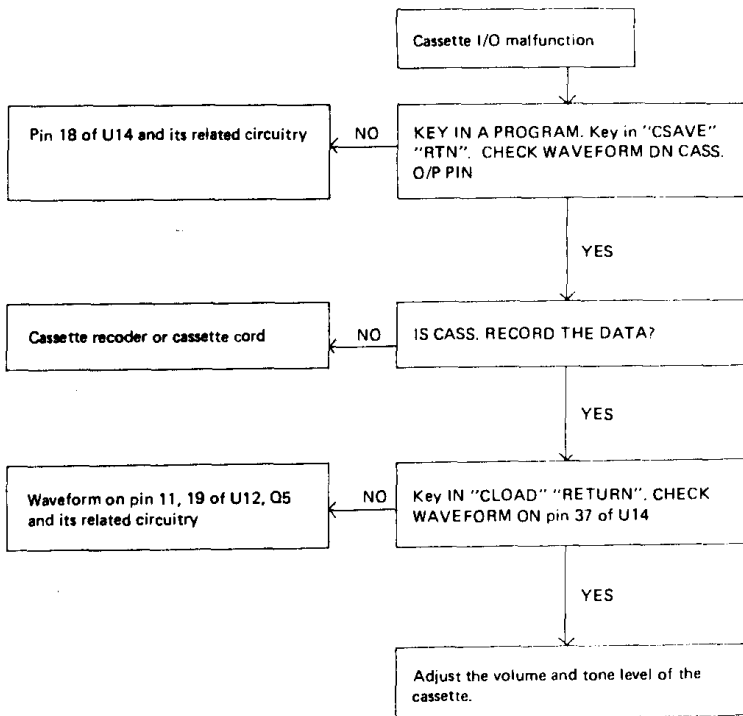 Cassette I/O malfunction
Pin 18 of U14 and its related circuitry
NO
KEY IN A PROGRAM. Key in "CSAVE"
"RTN". CHECK WAVEFORM DN CASS.
O/P PIN
YES
Cassette recoder or cassette cord
NO
IS CASS. RECORD THE DATA?
YES
Waveform on pin 11, 19 of U12, Q5
and its related circuitry
NO
Key IN "CLOAD" "RETURN". CHECK
WAVEFORM ON pin 37 of U14
YES
Adjust the volume and tone level of the
cassette.